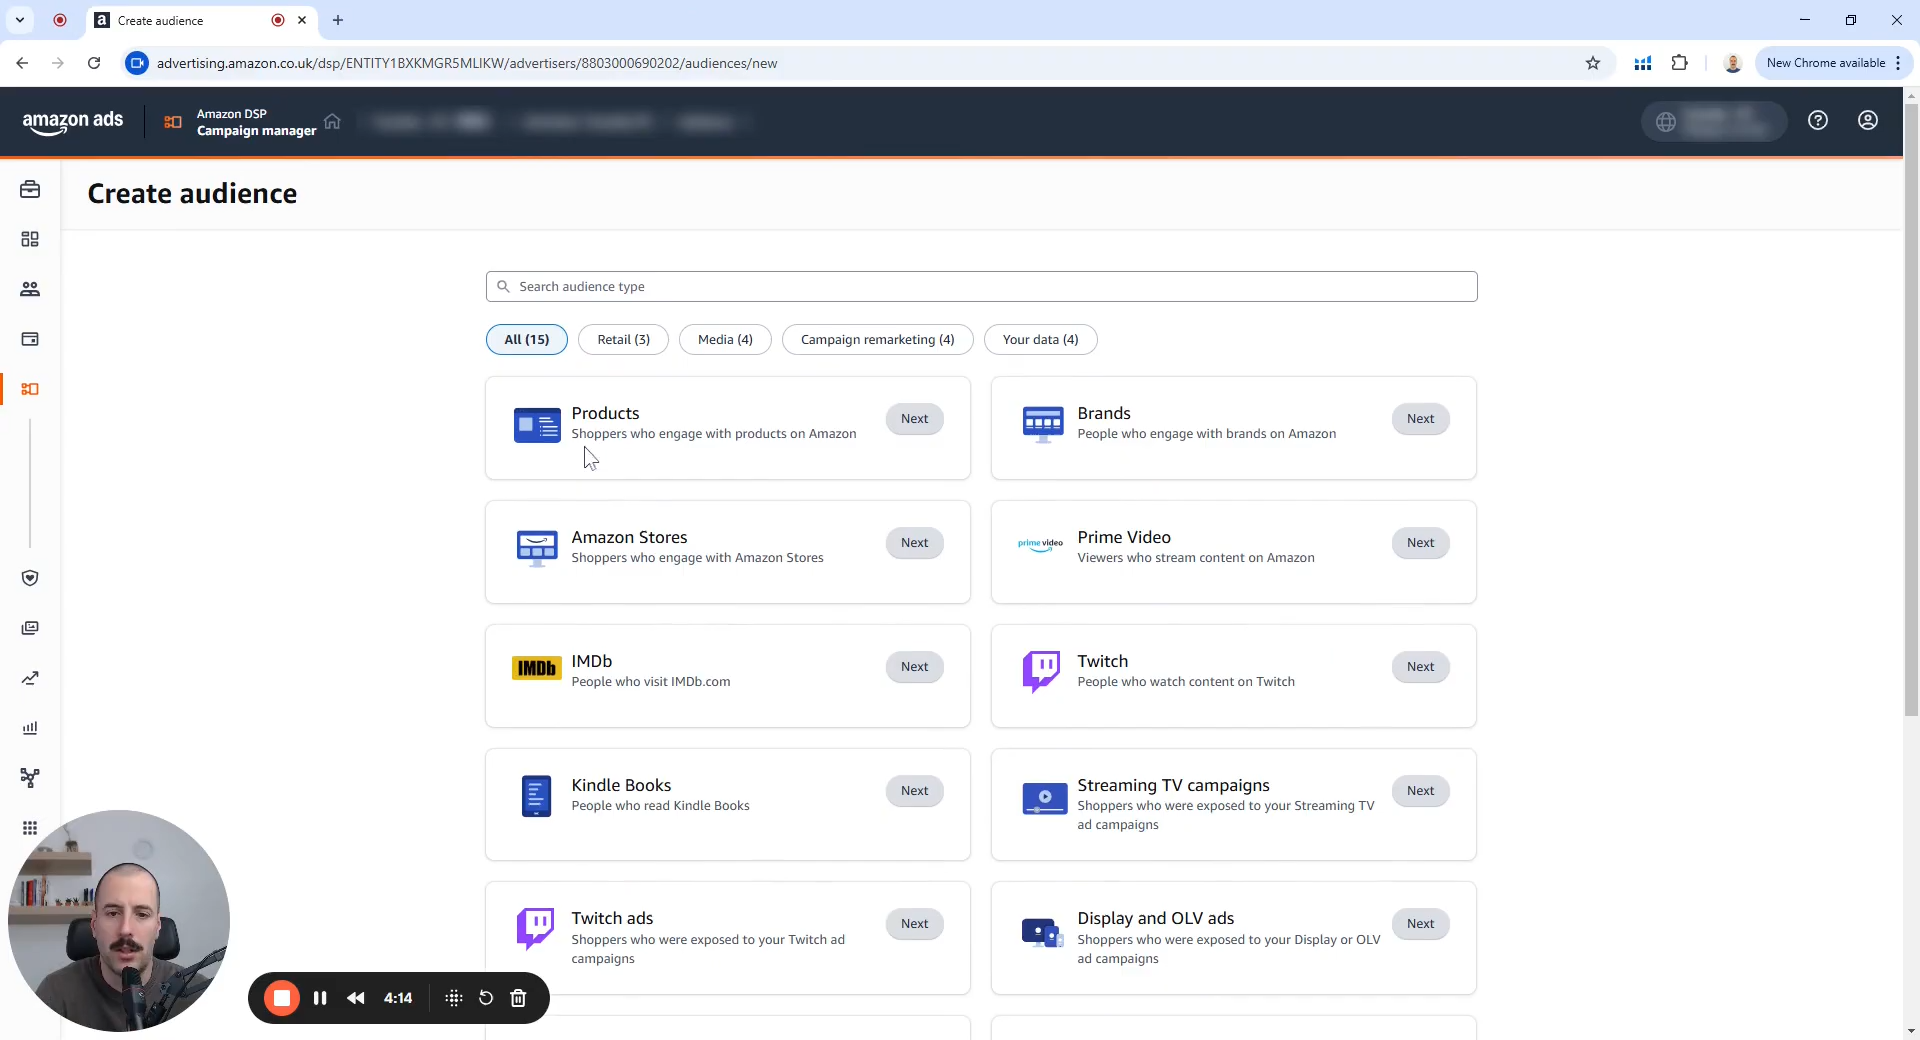 Create audience
advertising.amazon.co.uk/dsp/ENTITY1BXKMGR5MLIKW/advertisers/8803000690202/audiences/new
New Chrome available
amazon ads
Amazon DSP
Campaign manager
Create audience
Search audience type
All (15)
Retail (3)
Media (4)
Campaign remarketing (4)
Your data (4)
Products
Shoppers who engage with products on Amazon
Next
Brands
People who engage with brands on Amazon
Next
Amazon Stores
Shoppers who engage with Amazon Stores
Next
prime video
Prime Video
Viewers who stream content on Amazon
Next
IMDb
IMDb
People who visit IMDb.com
Next
Twitch
People who watch content on Twitch
Next
Kindle Books
People who read Kindle Books
Next
Streaming TV campaigns
Shoppers who were exposed to your Streaming TV
ad campaigns
Next
Twitch ads
Shoppers who were exposed to your Twitch ad
campaigns
Next
Display and OLV ads
Shoppers who were exposed to your Display or OLV
ad campaigns
Next
4:14